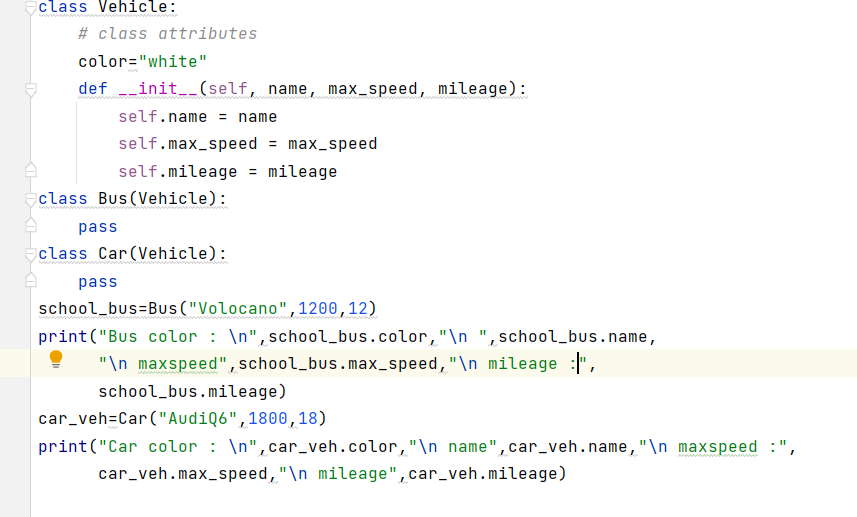 class Vehicle:
    # class attributes
    color="white"
    def __init__(self, name, max_speed, mileage):
        self.name = name
        self.max_speed = max_speed
        self.mileage = mileage
class Bus(Vehicle):
    pass
class Car(Vehicle):
    pass
school_bus=Bus("Volocano",1200,12)
print("Bus color : \n",school_bus.color,"\n ",school_bus.name,
      "\n maxspeed",school_bus.max_speed,"\n mileage :",
      school_bus.mileage)
car_veh=Car("AudiQ6",1800,18)
print("Car color : \n",car_veh.color,"\n name",car_veh.name,"\n maxspeed :",
      car_veh.max_speed,"\n mileage",car_veh.mileage)